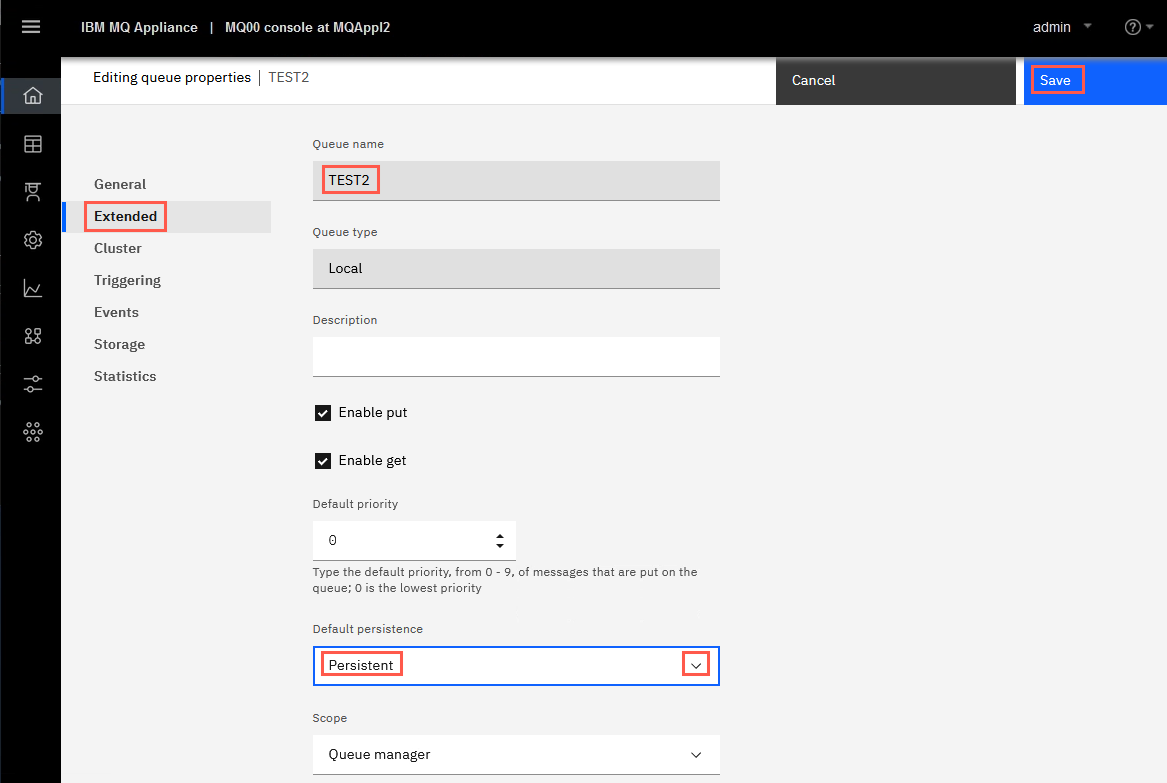 IBM MQ Appliance | MQ00 console at MQAppl2
admin
Editing queue properties | TEST2
Cancel
Save
General
Extended
Cluster
Triggering
Events
Storage
Statistics
Queue name
TEST2
Queue type
Local
Description
Enable put
Enable get
Default priority
0
Type the default priority, from 0 - 9, of messages that are put on the
queue; 0 is the lowest priority
Default persistence
Persistent
Scope
Queue manager